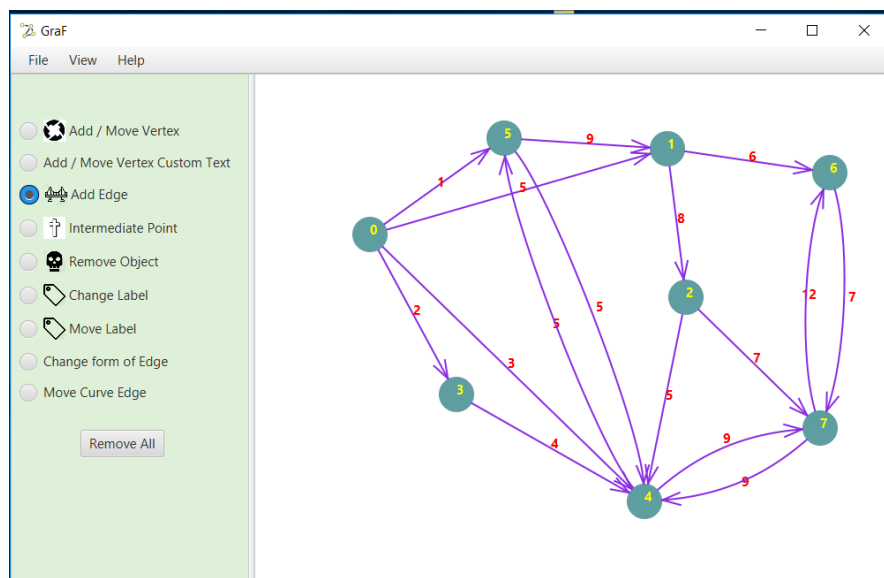 GraF
File View Help
Add / Move Vertex
Add / Move Vertex Custom Text
Add Edge
Intermediate Point
Remove Object
Change Label
Move Label
Change form of Edge
Move Curve Edge
Remove All
5
9
1
6
6
1
5
8
0
2
2
12
7
5
5
3
7
3
5
4
9
7
9
4